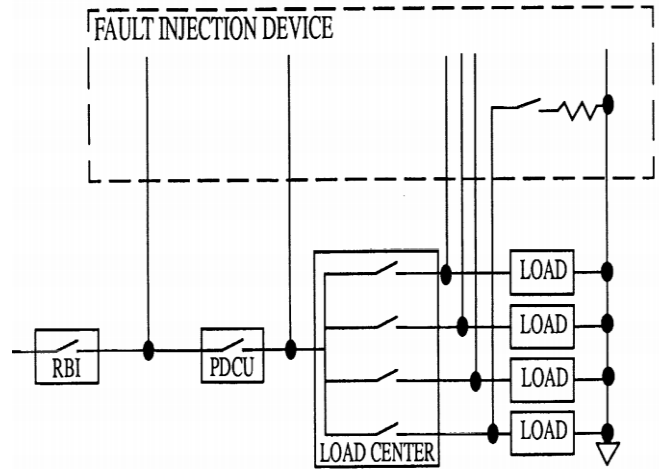 FAULT INJECTION DEVICE
LOAD
LOAD
RBI
PDCU
LOAD
LOAD
LOAD CENTER